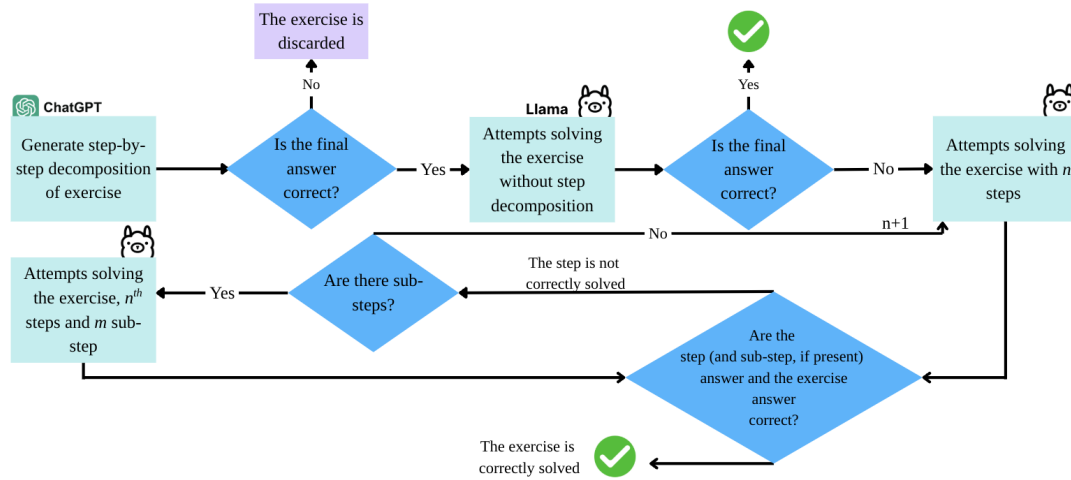 The exercise is
discarded
No
Yes
ChatGPT
Llama
Generate step-by-
step decomposition
of exercise
Is the final
answer
correct?
Yes
Attempts solving
the exercise
without step
decomposition
Is the final
answer
correct?
No
Attempts solving
the exercise with n
steps
No
n+1
Attempts solving
the exercise, nth
steps and m sub-
step
Yes
Are there sub-
steps?
The step is not
correctly solved
Are the
step (and sub-step, if present)
answer and the exercise
answer
correct?
The exercise is
correctly solved